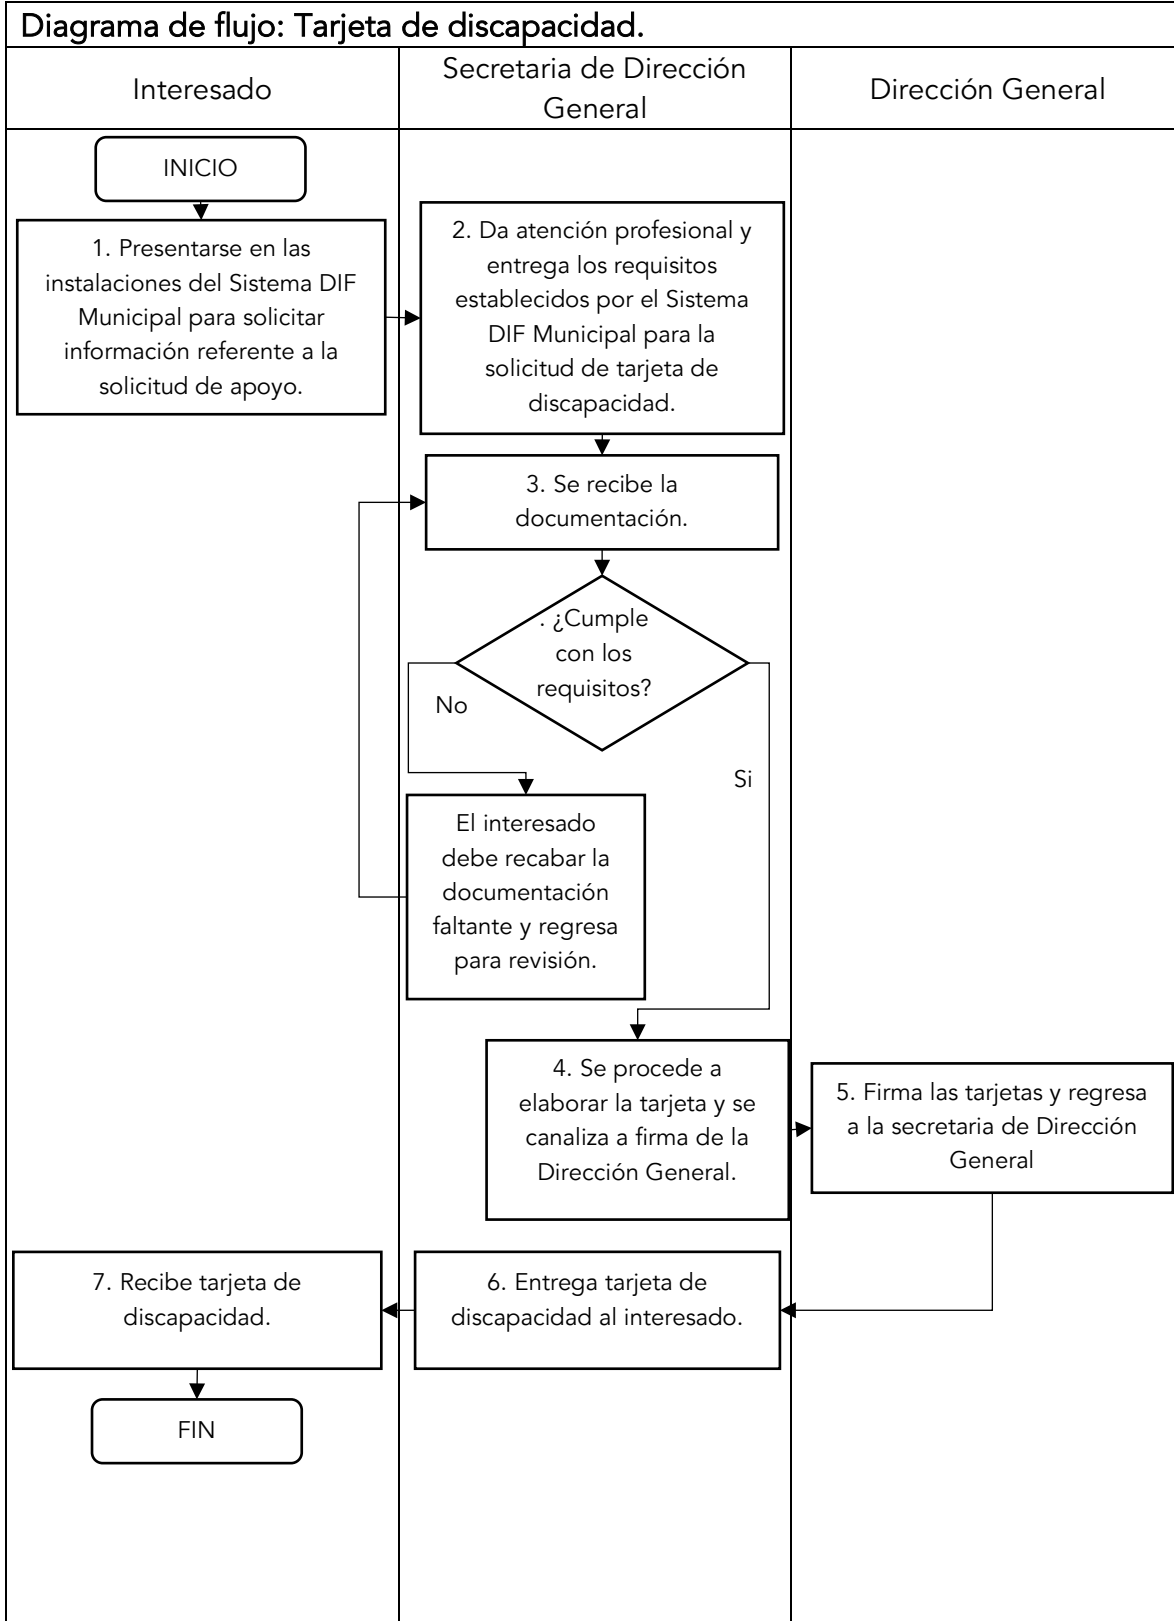 Diagrama de flujo: Tarjeta de discapacidad.
Interesado
Secretaria de Dirección
General
Dirección General
INICIO
1. Presentarse en las
instalaciones del Sistema DIF
Municipal para solicitar
información referente a la
solicitud de apoyo.
2. Da atención profesional y
entrega los requisitos
establecidos por el Sistema
DIF Municipal para la
solicitud de tarjeta de
discapacidad.
3. Se recibe la
documentación.
. ¿Cumple
con los
requisitos?
No
Si
El interesado
debe recabar la
documentación
faltante y regresa
para revisión.
4. Se procede a
elaborar la tarjeta y se
canaliza a firma de la
Dirección General.
5. Firma las tarjetas y regresa
a la secretaria de Dirección
General
6. Entrega tarjeta de
discapacidad al interesado.
7. Recibe tarjeta de
discapacidad.
FIN